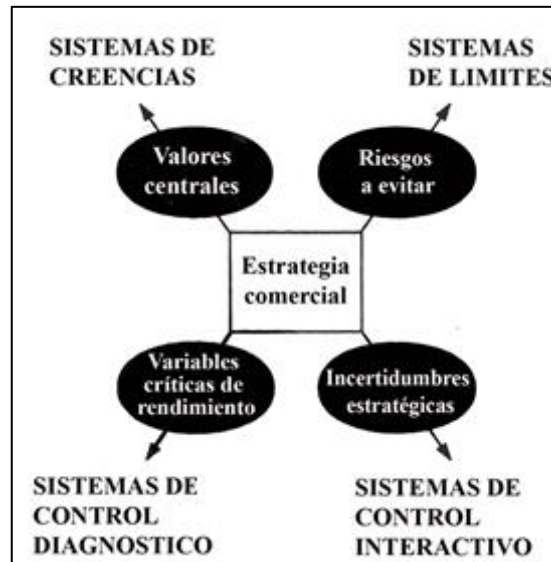 SISTEMAS DE
CREENCIAS
SISTEMAS
DE LIMITES
Valores
centrales
Riesgos
a evitar
Estrategia
comercial
Variables
críticas de
rendimiento
Incertidumbres
estratégicas
SISTEMAS DE
CONTROL
DIAGNOSTICO
SISTEMAS DE
CONTROL
INTERACTIVO